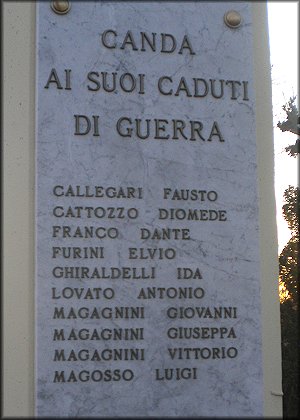 CANDA
AI SUOI CADUTI
DI GUERRA
CALLEGARI FAUSTO
CATTOZZO DIOMEDE
FRANCO DANTE
FURINI ELVIO
GHIRALDELLI IDA
LOVATO ANTONIO
MAGAGNINI GIOVANNI
MAGAGNINI GIUSEPPA
MAGAGNINI VITTORIO
MAGOSSO LUIGI